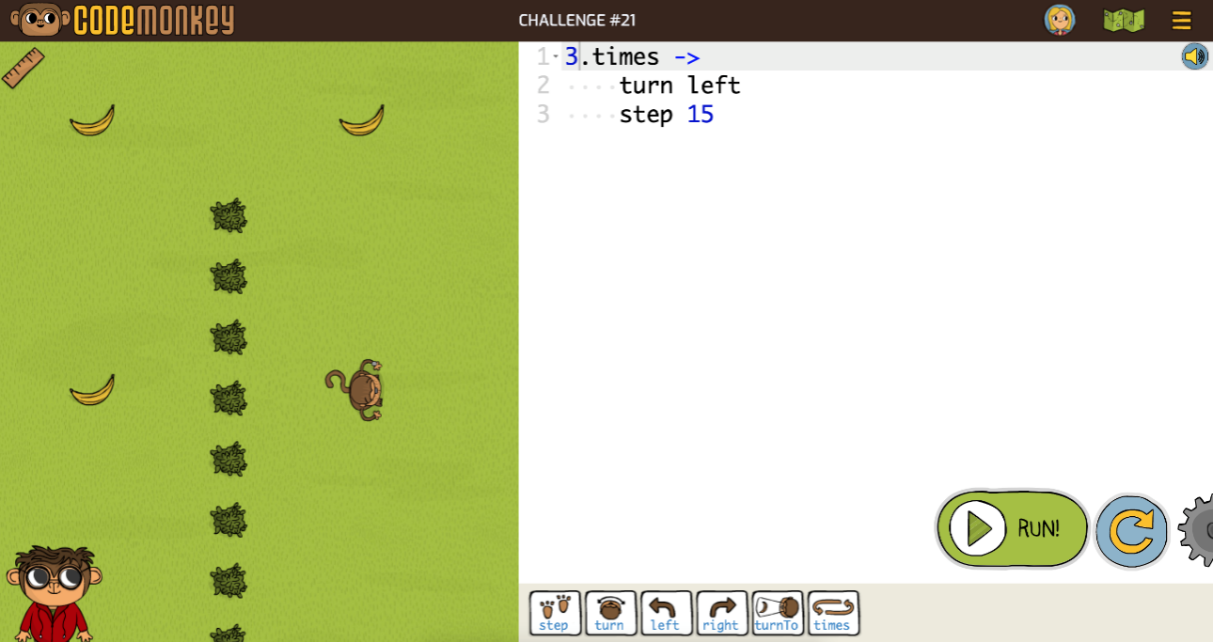 CODEMONKEY
CHALLENGE #21
1 3.times ->
2 turn left
3 step 15
RUN!
step turn left right turnTo times